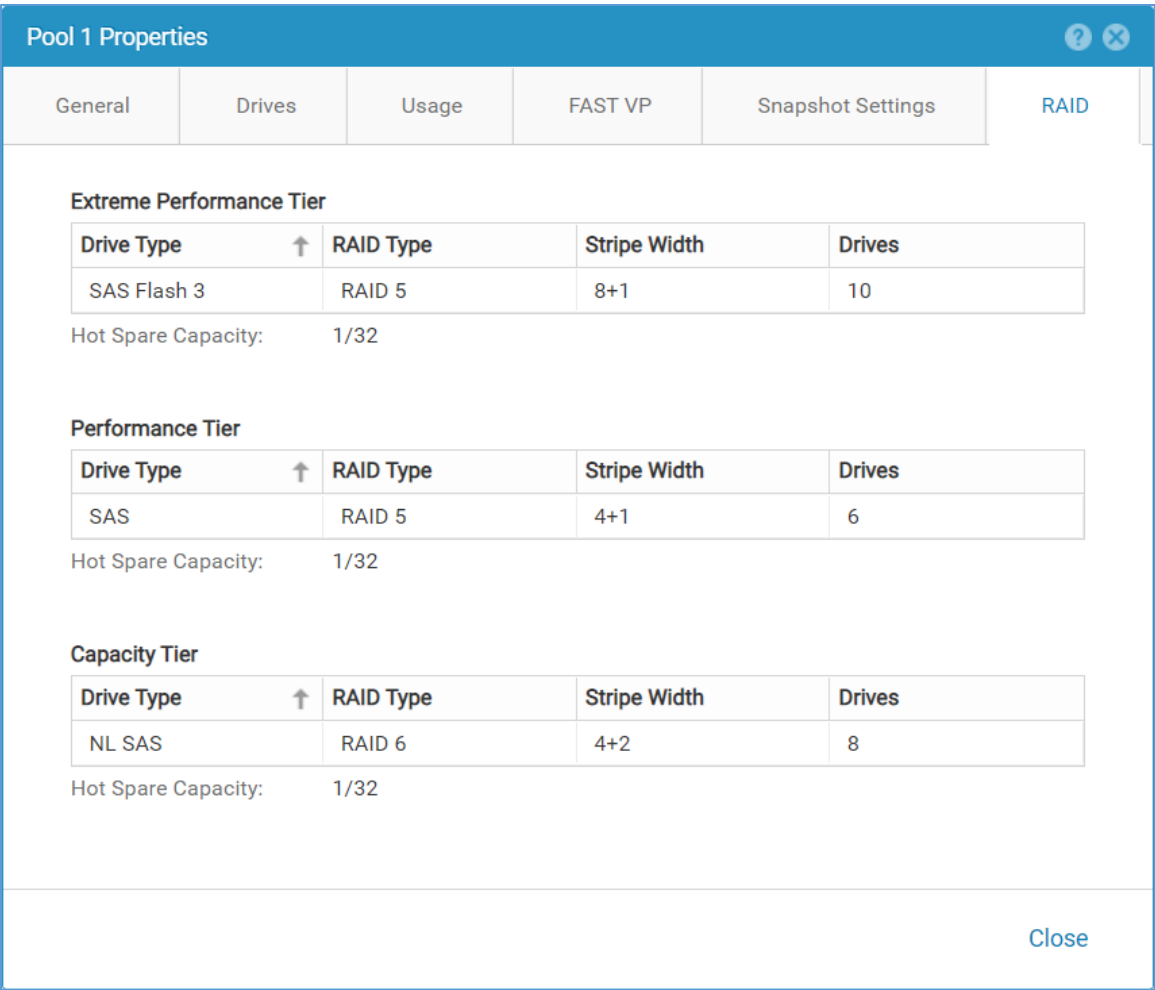 Pool 1 Properties
General Drives Usage FAST VP Snapshot Settings RAID
Extreme Performance Tier
Drive Type RAID Type Stripe Width Drives
SAS Flash 3 RAID 5 8+1 10
Hot Spare Capacity: 1/32
Performance Tier
Drive Type RAID Type Stripe Width Drives
SAS RAID 5 4+1 6
Hot Spare Capacity: 1/32
Capacity Tier
Drive Type RAID Type Stripe Width Drives
NL SAS RAID 6 4+2 8
Hot Spare Capacity: 1/32
Close